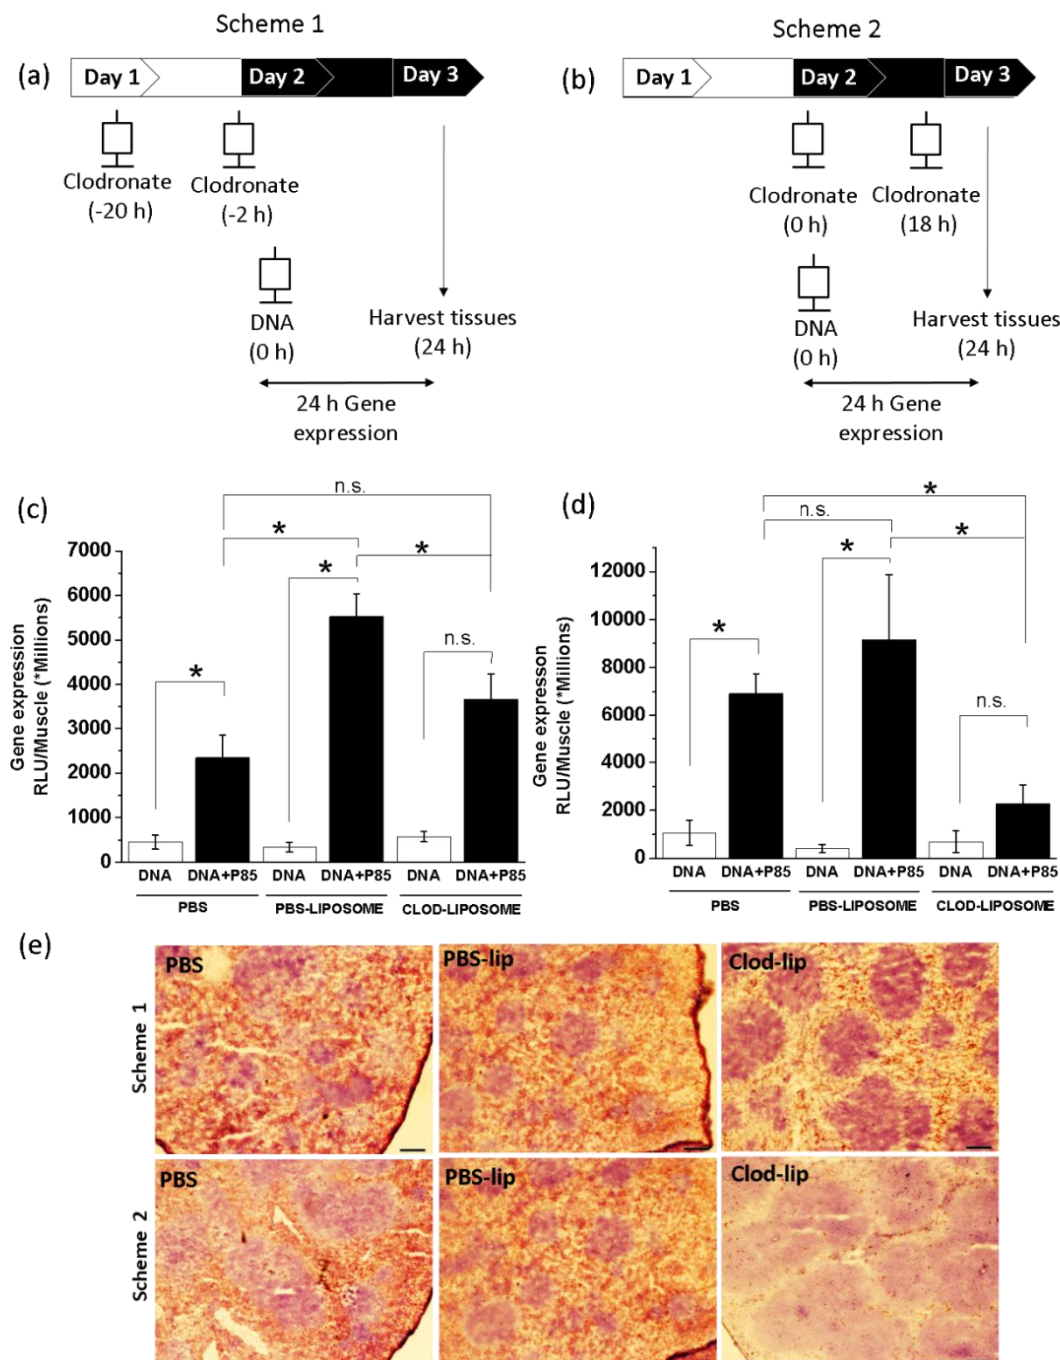 Scheme 1
(a)
Day 1
Day 2
Day 3
Clodronate
(-20 h)
Clodronate
(-2 h)
DNA
(0 h)
Harvest tissues
(24 h)
24 h Gene
expression
Scheme 2
(b)
Day 1
Day 2
Day 3
Clodronate
(0 h)
Clodronate
(18 h)
DNA
(0 h)
Harvest tissues
(24 h)
24 h Gene
expression
(c)
n.s.
*
*
*
*
n.s.
Gene expression
RLU/Muscle (*Millions)
7000
6000
5000
4000
3000
2000
1000
0
DNA DNA+P85 DNA DNA+P85 DNA DNA+P85
PBS PBS-LIPOSOME CLOD-LIPOSOME
(d)
*
n.s.
*
*
*
n.s.
Gene expresson
RLU/Muscle (*Millions)
12000
10000
8000
6000
4000
2000
0
DNA DNA+P85 DNA DNA+P85 DNA DNA+P85
PBS PBS-LIPOSOME CLOD-LIPOSOME
(e)
Scheme 1
PBS
PBS-lip
Clod-lip
Scheme 2
PBS
PBS-lip
Clod-lip